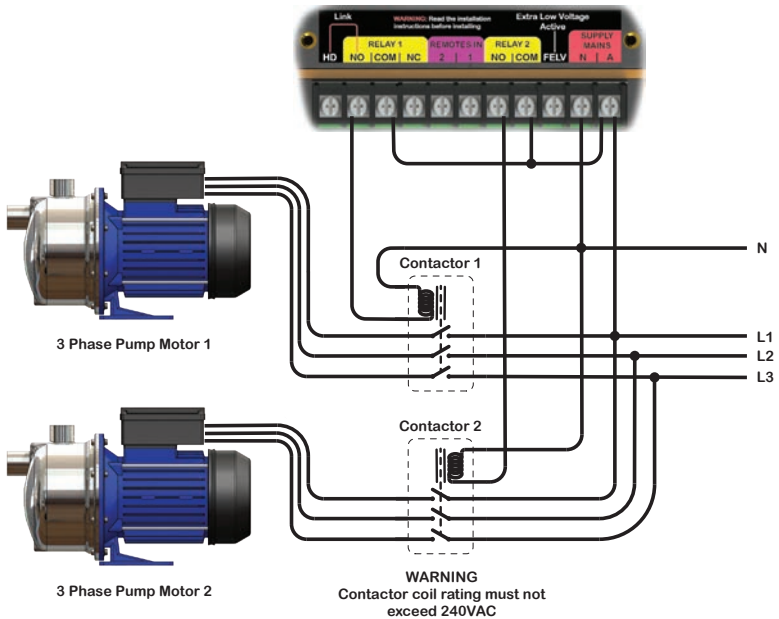 Link
WARNING: Read the installation
instructions before installing
Extra Low Voltage
Active
HD
RELAY 1
NO | COM | NC
REMOTES IN
2 | 1
RELAY 2
NO | COM
FELV
SUPPLY
MAINS
N | A
N
Contactor 1
L1
L2
L3
3 Phase Pump Motor 1
Contactor 2
3 Phase Pump Motor 2
WARNING
Contactor coil rating must not
exceed 240VAC